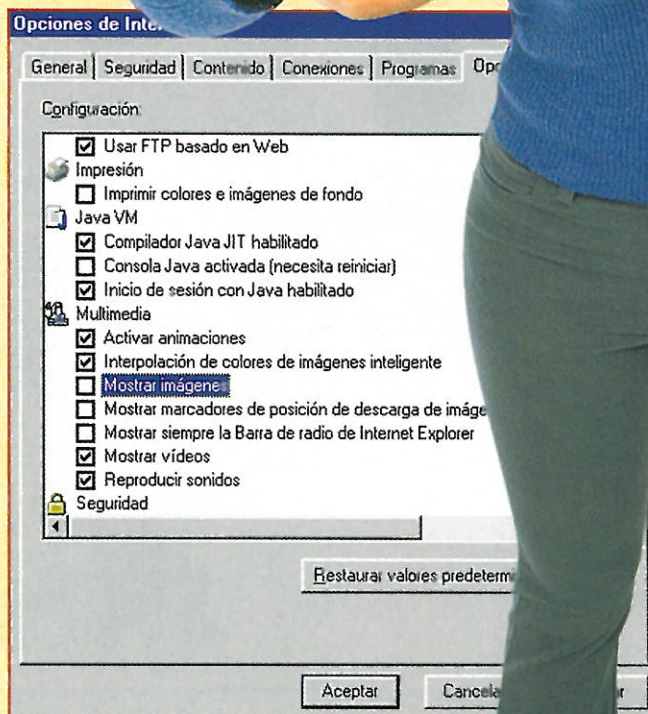 Opciones de Inter
General Seguridad Contenido Conexiones Programas Opc
Configuración:
Usar FTP basado en Web
Impresión
Imprimir colores e imágenes de fondo
Java VM
Compilador Java JIT habilitado
Consola Java activada (necesita reiniciar)
Inicio de sesión con Java habilitado
Multimedia
Activar animaciones
Interpolación de colores de imágenes inteligente
Mostrar imágenes
Mostrar marcadores de posición de descarga de imáge
Mostrar siempre la Barra de radio de Internet Explorer
Mostrar vídeos
Reproducir sonidos
Seguridad
Restaurar valores predetermi
Aceptar Cancela r